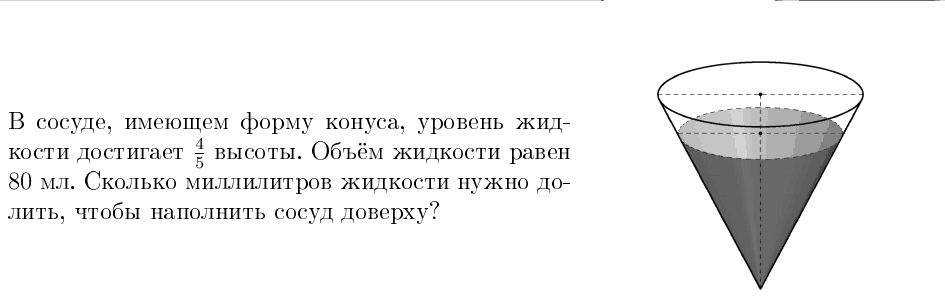 В сосуде, имеющем форму конуса, уровень жид-
кости достигает 4/5 высоты. Объём жидкости равен
80 мл. Сколько миллилитров жидкости нужно до-
лить, чтобы наполнить сосуд доверху?